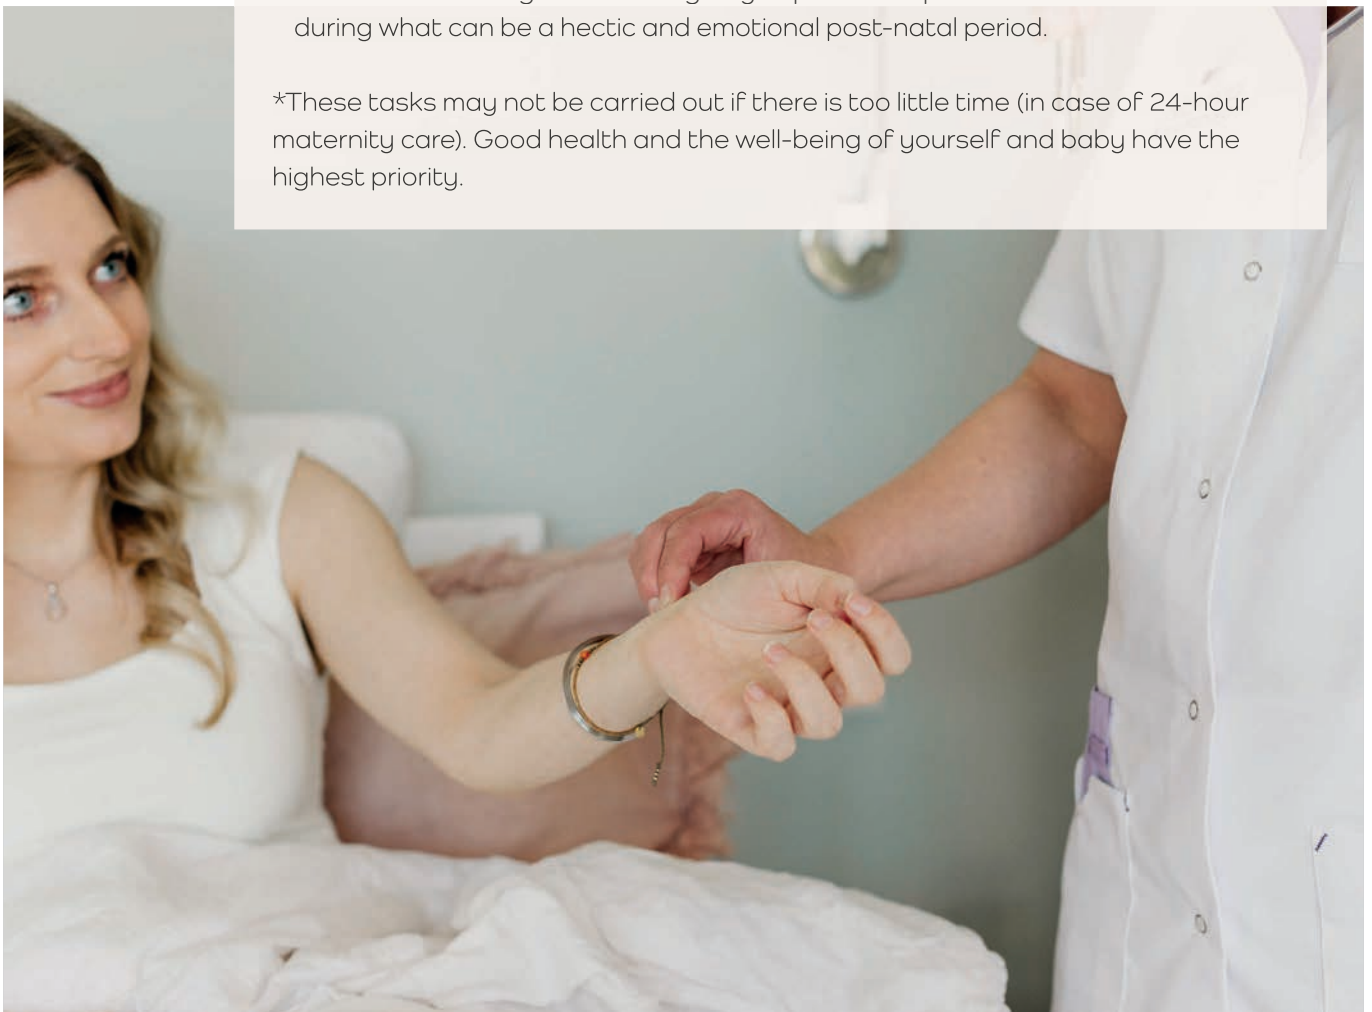 during what can be a hectic and emotional post-natal period.
*These tasks may not be carried out if there is too little time (in case of 24-hour
maternity care). Good health and the well-being of yourself and baby have the
highest priority.